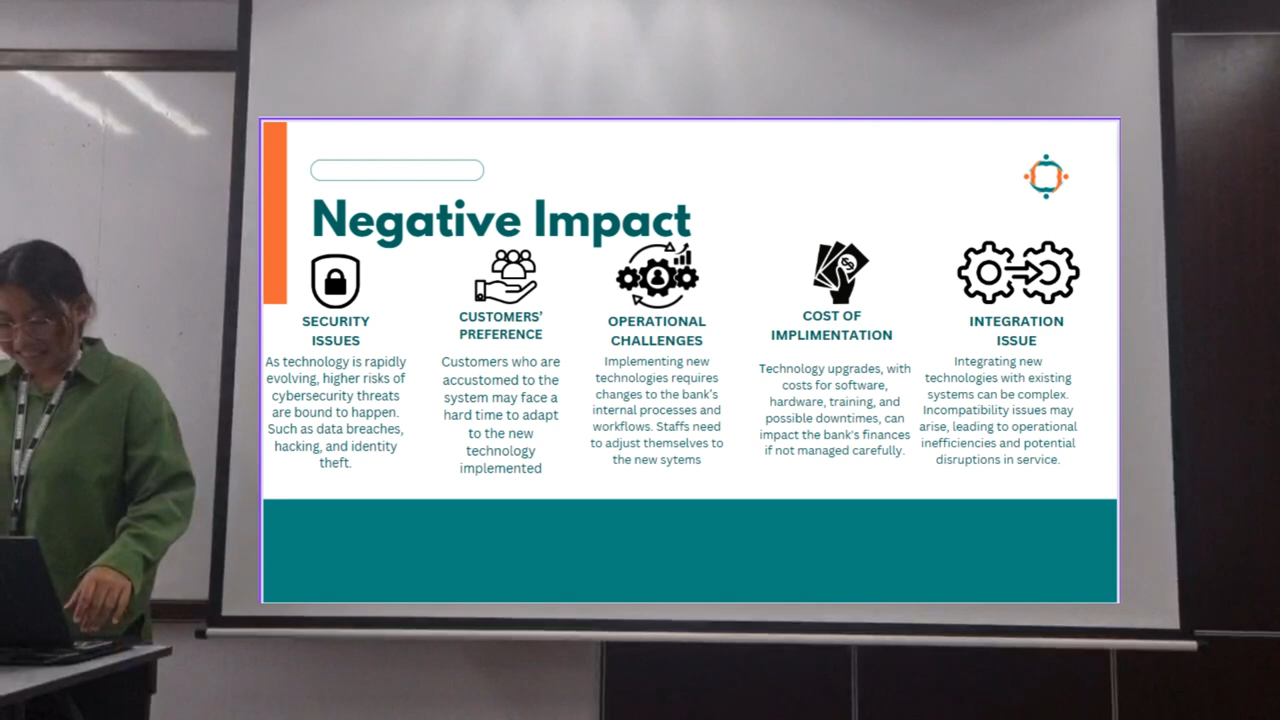 Negative Impact
SECURITY
ISSUES
As technology is rapidly
evolving, higher risks of
cybersecurity threats
are bound to happen.
Such as data breaches,
hacking, and identity
theft.
CUSTOMERS'
PREFERENCE
Customers who are
accustomed to the
system may face a
hard time to adapt
to the new
technology
implemented
OPERATIONAL
CHALLENGES
Implementing new
technologies requires
changes to the bank's
internal processes and
workflows. Staffs need
to adjust themselves to
the new sytems
COST OF
IMPLIMENTATION
Technology upgrades, with
costs for software,
hardware, training, and
possible downtimes, can
impact the bank's finances
if not managed carefully.
INTEGRATION
ISSUE
Integrating new
technologies with existing
systems can be complex.
Incompatibility issues may
arise, leading to operational
inefficiencies and potential
disruptions in service.